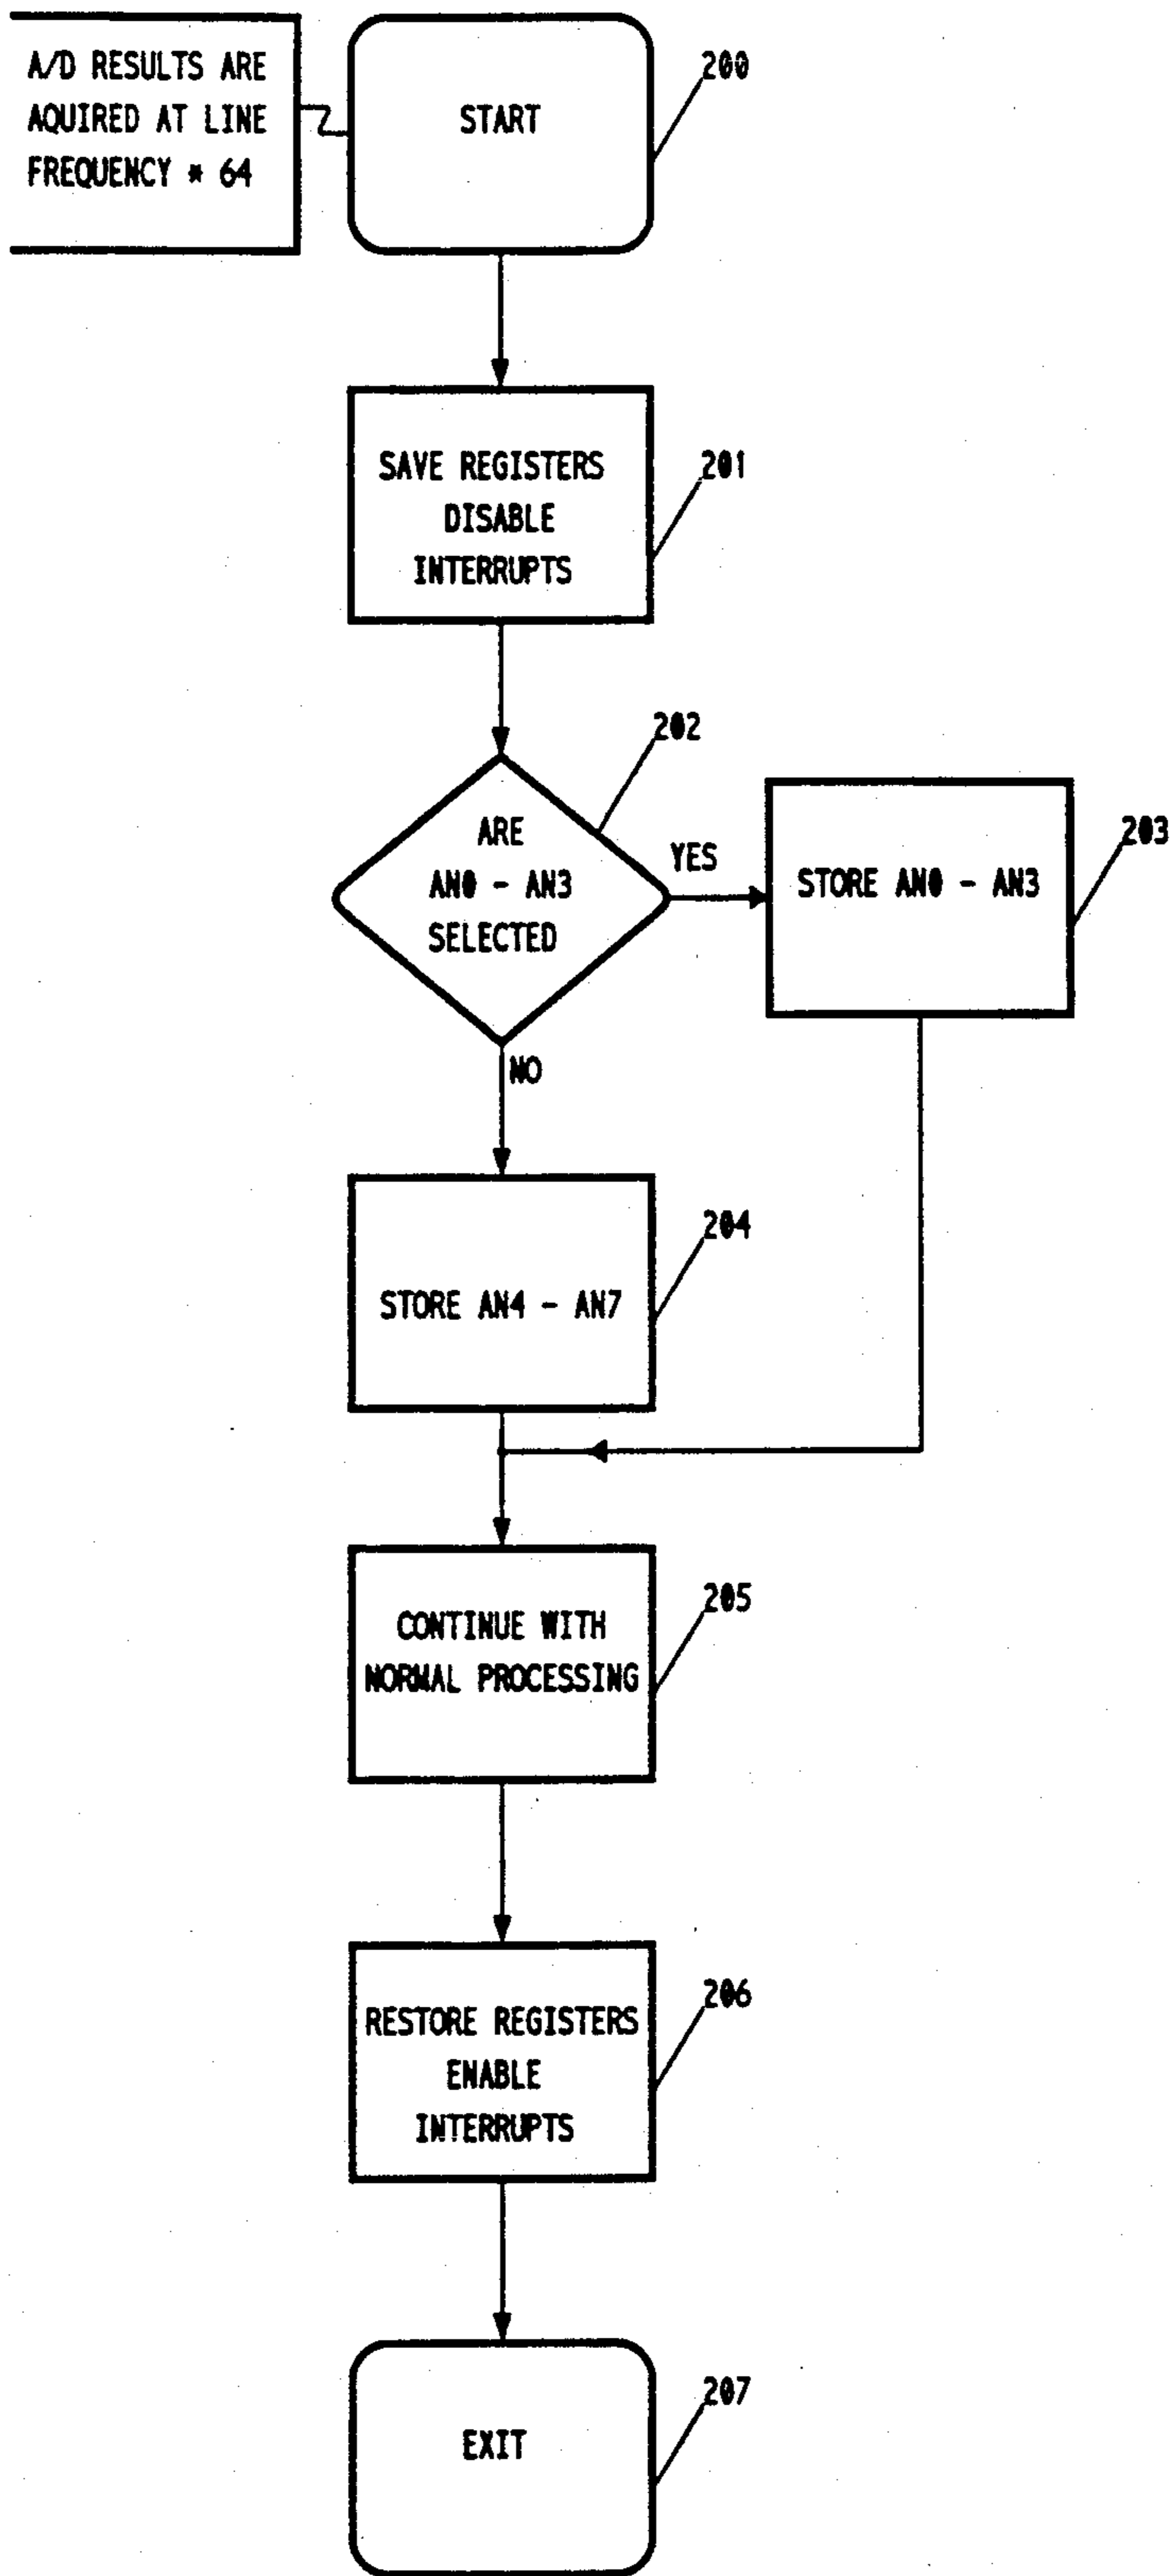 A/D RESULTS ARE
AQUIRED AT LINE
FREQUENCY * 64
START
200
SAVE REGISTERS
DISABLE
INTERRUPTS
201
202
ARE
AN0 - AN3
SELECTED
YES
STORE AN0 - AN3
203
NO
STORE AN4 - AN7
204
CONTINUE WITH
NORMAL PROCESSING
205
RESTORE REGISTERS
ENABLE
INTERRUPTS
206
EXIT
207